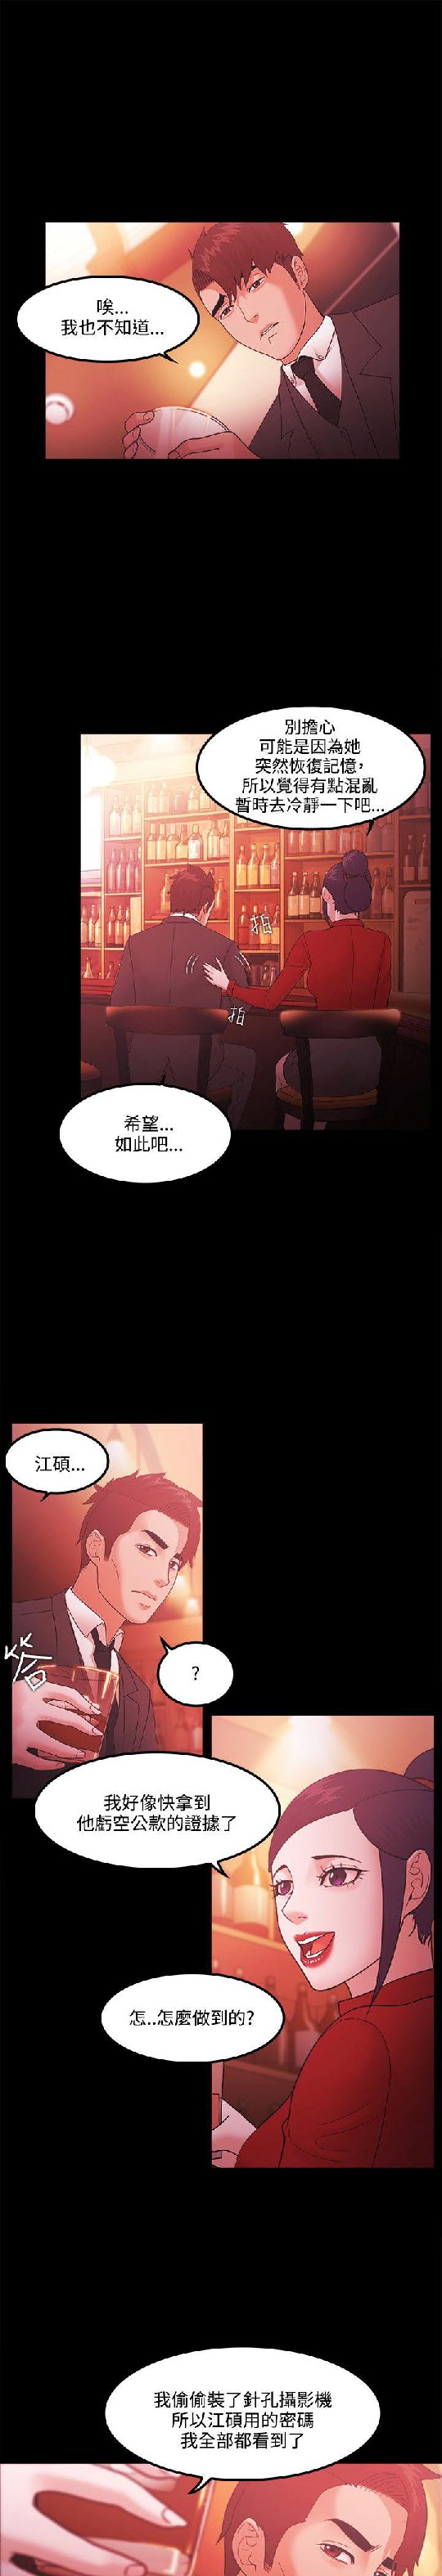 唉...
我也不知道...
別擔心
可能是因為她
突然恢復記憶,
所以覺得有點混亂
暫時去冷靜一下吧...
拍
拍
希望...
如此吧...
江碩...
答
?
我好像快拿到
他虧空公款的證據了
怎..怎麼做到的?
我偷偷裝了針孔攝影機
所以江碩用的密碼
我全部都看到了